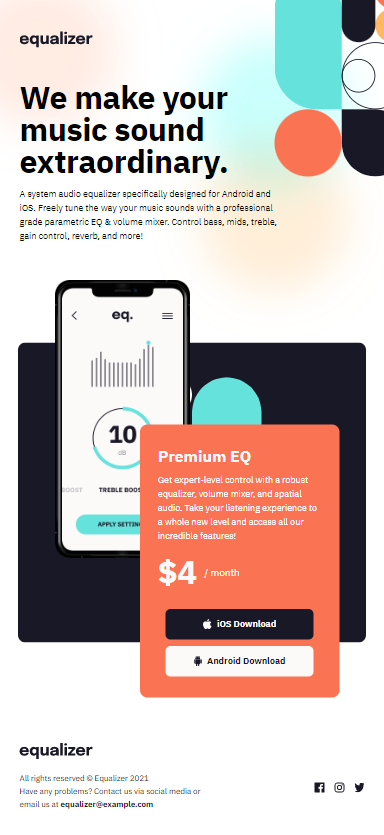 equalizer
We make your
music sound
extraordinary.
A system audio equalizer specifically designed for Android and
iOS. Freely tune the way your music sounds with a professional
grade parametric EQ & volume mixer. Control bass, mids, treble,
gain control, reverb, and more!
eq.
10
dB
BOOST TREBLE BOOS
APPLY SETTIN
Premium EQ
Get expert-level control with a robust
equalizer, volume mixer, and spatial
audio. Take your listening experience to
a whole new level and access all our
incredible features!
$4 / month
iOS Download
Android Download
equalizer
All rights reserved © Equalizer 2021
Have any problems? Contact us via social media or
email us at equalizer@example.com